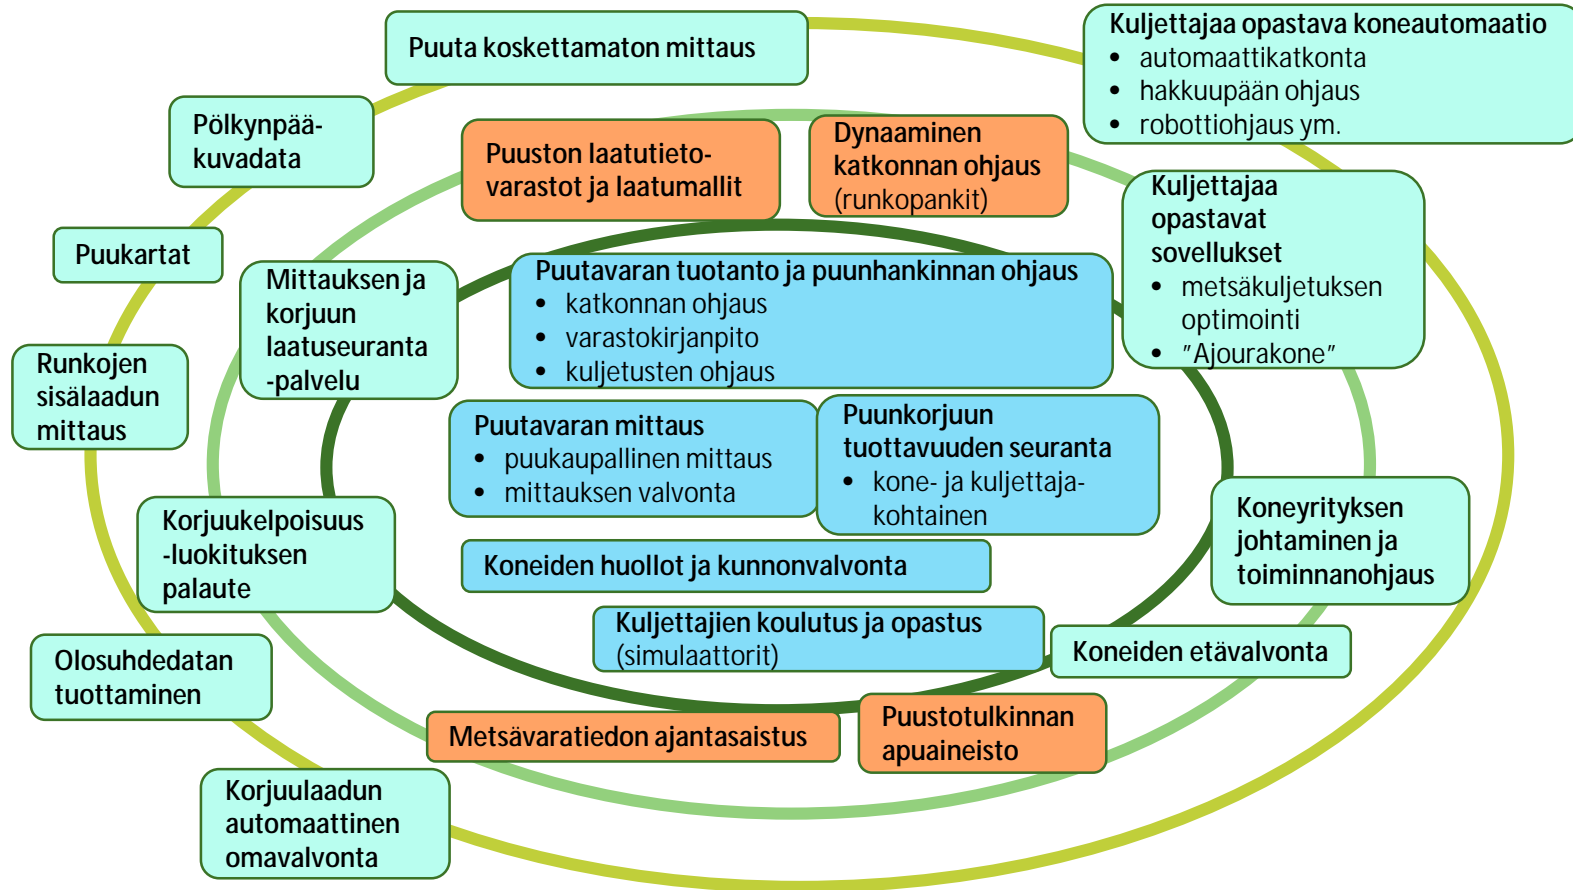 Puuta koskettamaton mittaus
Kuljettajaa opastava koneautomaatio
• automaattikatkonta
• hakkuupään ohjaus
• robottiohjaus ym.
Pölkynpää-
kuvadata
Puuston laatutieto-
varastot ja laatumallit
Dynaaminen
katkonnan ohjaus
(runkopankit)
Kuljettajaa
opastavat
sovellukset
• metsäkuljetuksen
optimointi
• ”Ajourakone”
Puukartat
Mittauksen ja
korjuun
laatuseuranta
-palvelu
Puutavaran tuotanto ja puunhankinnan ohjaus
• katkonnan ohjaus
• varastokirjanpito
• kuljetusten ohjaus
Runkojen
sisälaadun
mittaus
Puutavaran mittaus
• puukaupallinen mittaus
• mittauksen valvonta
Puunkorjuun
tuottavuuden seuranta
• kone- ja kuljettaja-
kohtainen
Korjuukelpoisuus
-luokituksen
palaute
Koneyrityksen
johtaminen ja
toiminnanohjaus
Koneiden huollot ja kunnonvalvonta
Kuljettajien koulutus ja opastus
(simulaattorit)
Koneiden etävalvonta
Olosuhdedatan
tuottaminen
Metsävaratiedon ajantasaistus
Puustotulkinnan
apuaineisto
Korjuulaadun
automaattinen
omavalvonta